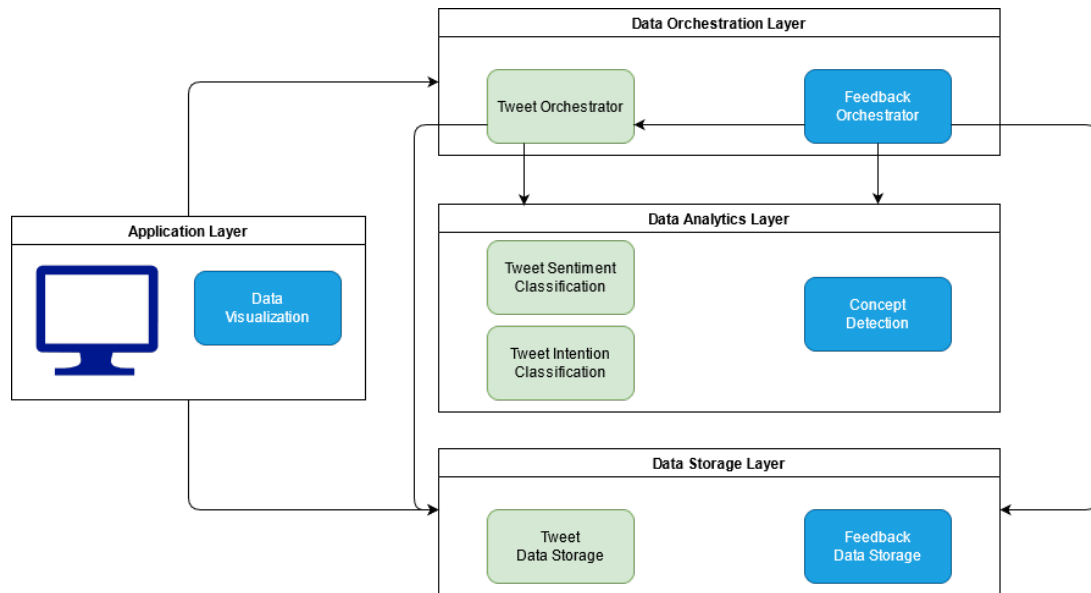 Data Orchestration Layer
Tweet Orchestrator
Feedback
Orchestrator
Application Layer
Data
Visualization
Data Analytics Layer
Tweet Sentiment
Classification
Concept
Detection
Tweet Intention
Classification
Data Storage Layer
Tweet
Data Storage
Feedback
Data Storage